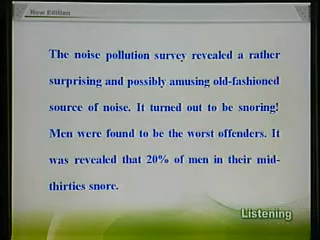 New Edition
The noise pollution survey revealed a rather
surprising and possibly amusing old-fashioned
source of noise. It turned out to be snoring!
Men were found to be the worst offenders. It
was revealed that 20% of men in their mid-
thirties snore.
Listening